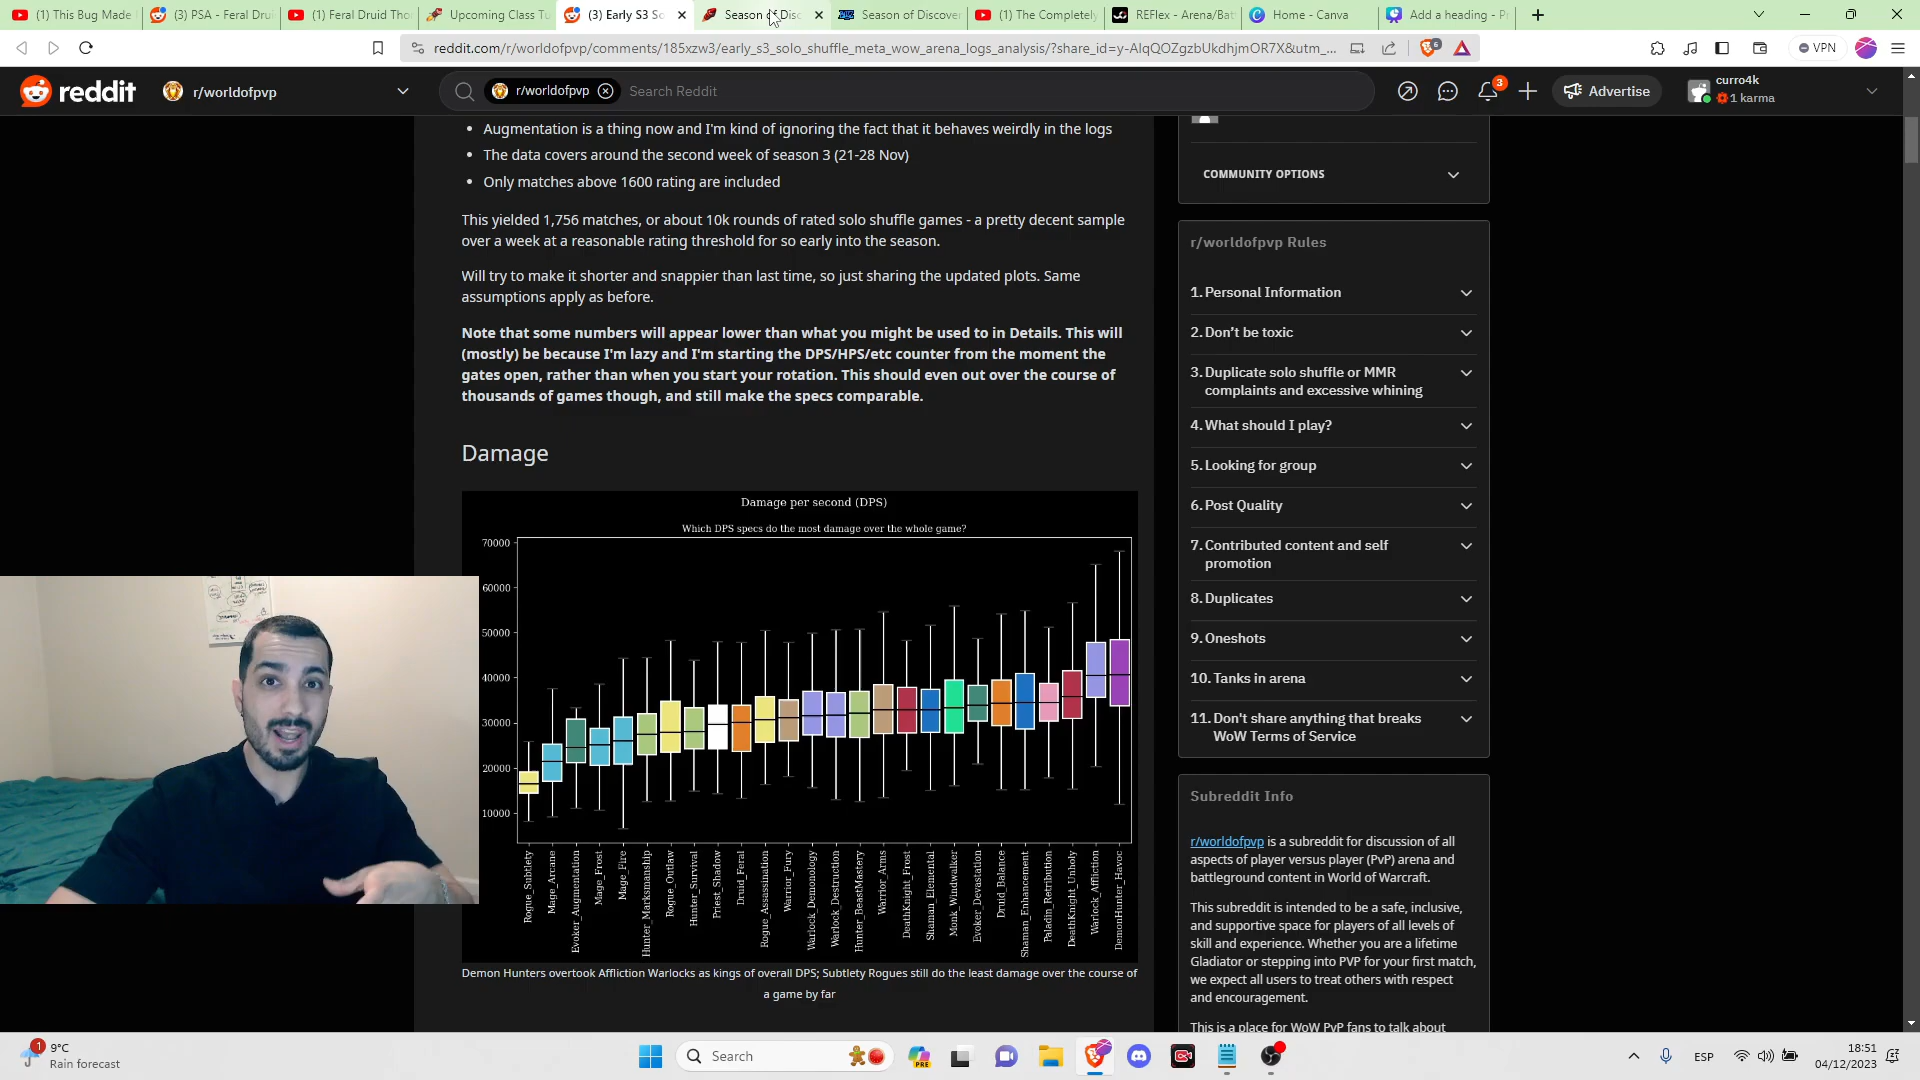 (1) This Bug Made
(3) PSA - Feral Drui
(1) Feral Druid Tho
Upcoming Class Tu
(3) Early S3 So
Season of Disc
Season of Discover
(1) The Completely
REFlex - Arena/Bat
Home - Canva
Add a heading - P
reddit.com/r/worldofpvp/comments/185xzw3/early_s3_solo_shuffle_meta_wow_arena_logs_analysis/?share_id=y-AlqQOZgzbUkdhjmOR7X&utm_...
6
VPN
reddit
r/worldofpvp
r/worldofpvp
Search Reddit
3
Advertise
curro4k
1 karma
• Augmentation is a thing now and I'm kind of ignoring the fact that it behaves weirdly in the logs
• The data covers around the second week of season 3 (21-28 Nov)
• Only matches above 1600 rating are included
This yielded 1,756 matches, or about 10k rounds of rated solo shuffle games - a pretty decent sample
over a week at a reasonable rating threshold for so early into the season.
Will try to make it shorter and snappier than last time, so just sharing the updated plots. Same
assumptions apply as before.
Note that some numbers will appear lower than what you might be used to in Details. This will
(mostly) be because I'm lazy and I'm starting the DPS/HPS/etc counter from the moment the
gates open, rather than when you start your rotation. This should even out over the course of
thousands of games though, and still make the specs comparable.
Damage
Damage per second (DPS)
Which DPS specs do the most damage over the whole game?
70000
60000
50000
40000
30000
20000
10000
Rogue_Subtlety
Mage_Arcane
Evoker_Augmentation
Mage_Frost
Mage_Fire
Hunter_Marksmanship
Rogue_Outlaw
Hunter_Survival
Priest_Shadow
Druid_Feral
Rogue_Assassination
Warrior_Fury
Warlock_Demonology
Warlock_Destruction
Hunter_BeastMastery
Warrior_Arms
DeathKnight_Frost
Shaman_Elemental
Monk_Windwalker
Evoker_Devastation
Druid_Balance
Shaman_Enhancement
Paladin_Retribution
DeathKnight_Unholy
Warlock_Affliction
DemonHunter_Havoc
Demon Hunters overtook Affliction Warlocks as kings of overall DPS; Subtlety Rogues still do the least damage over the course of
a game by far
COMMUNITY OPTIONS
r/worldofpvp Rules
1. Personal Information
2. Don't be toxic
3. Duplicate solo shuffle or MMR
complaints and excessive whining
4. What should I play?
5. Looking for group
6. Post Quality
7. Contributed content and self
promotion
8. Duplicates
9. Oneshots
10. Tanks in arena
11. Don't share anything that breaks
WoW Terms of Service
Subreddit Info
r/worldofpvp is a subreddit for discussion of all
aspects of player versus player (PvP) arena and
battleground content in World of Warcraft.
This subreddit is intended to be a safe, inclusive,
and supportive space for players of all levels of
skill and experience. Whether you are a lifetime
Gladiator or stepping into PVP for your first match,
we expect all users to treat others with respect
and encouragement.
This is a place for WoW PvP fans to talk about
1
9°C
Rain forecast
Search
PRE
ESP
18:51
04/12/2023